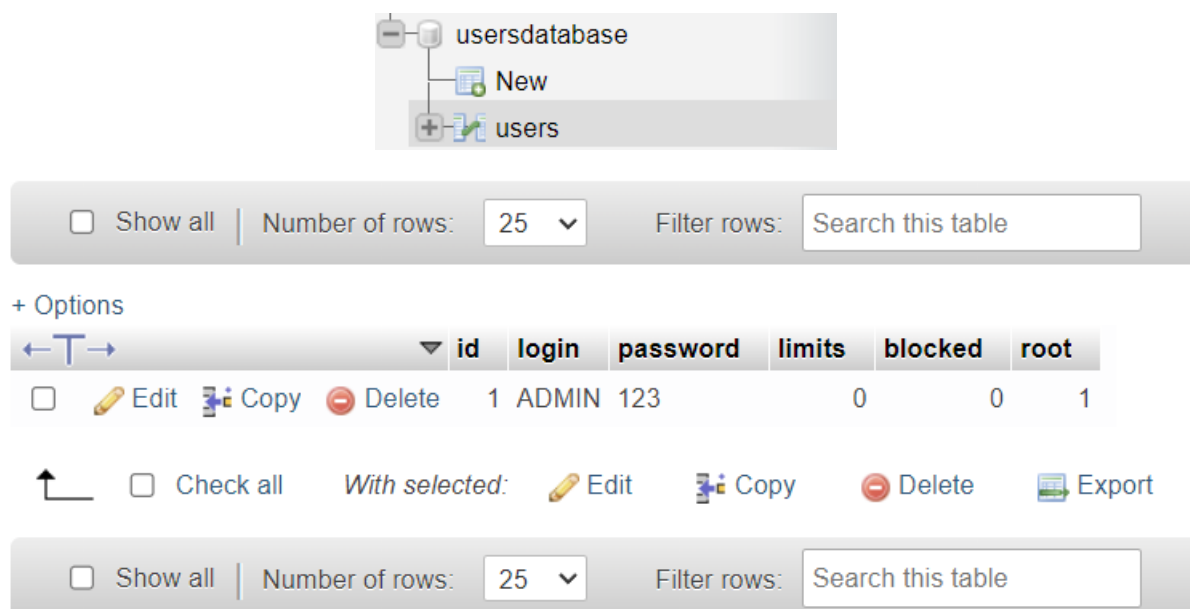 usersdatabase
New
users
Show all Number of rows: 25 Filter rows: Search this table
+ Options
←T→ id login password limits blocked root
Edit Copy Delete 1 ADMIN 123 0 0 1
Check all With selected: Edit Copy Delete Export
Show all Number of rows: 25 Filter rows: Search this table